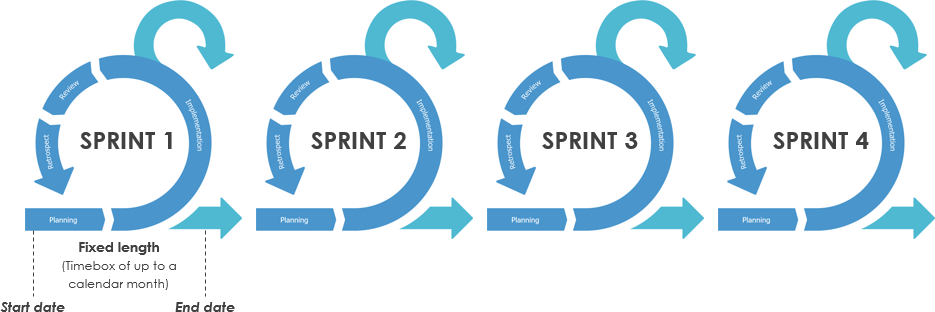 Review
Implementation
Retrospect
SPRINT 1
Planning
Review
Implementation
Retrospect
SPRINT 2
Planning
Review
Implementation
Retrospect
SPRINT 3
Planning
Review
Implementation
Retrospect
SPRINT 4
Planning
Fixed length
(Timebox of up to a
calendar month)
Start date
End date